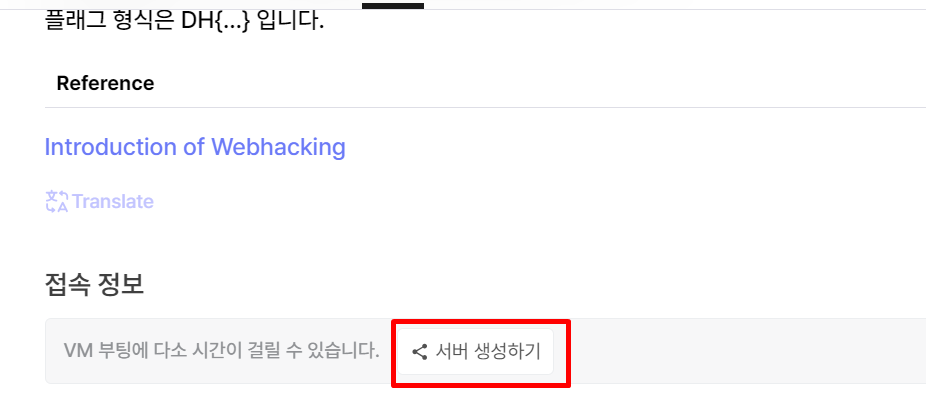 플래그 형식은 DH{...} 입니다.
Reference
Introduction of Webhacking
Translate
접속 정보
VM 부팅에 다소 시간이 걸릴 수 있습니다. 서버 생성하기